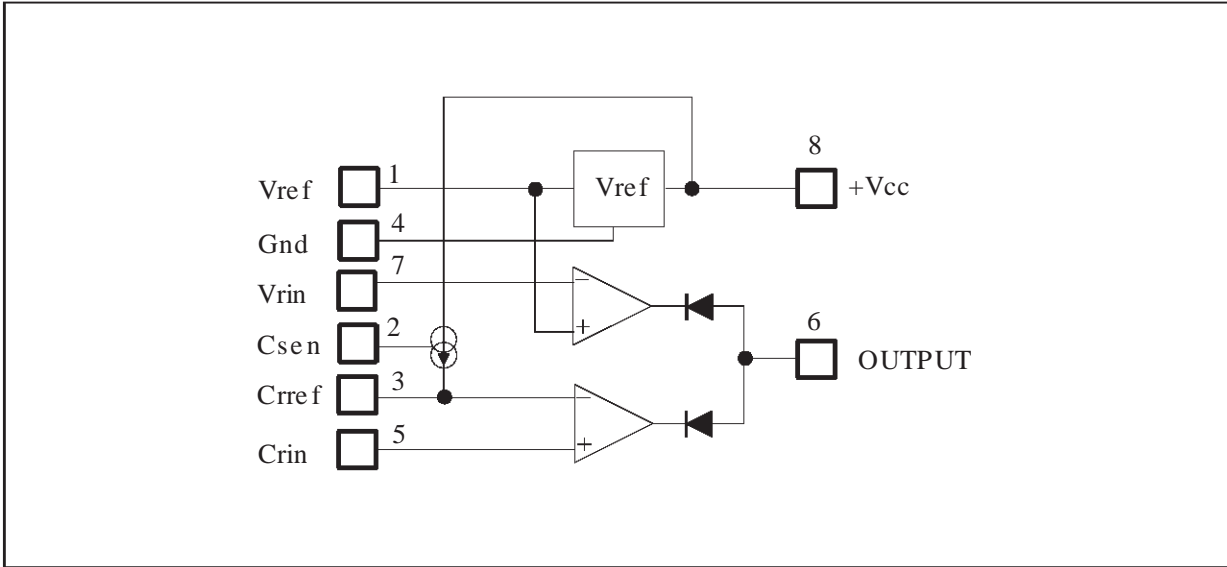 8
Vref 1
Vref
+Vcc
Gnd 4
Vrin 7
−
+
Csen 2
6
OUTPUT
Crref 3
−
+
Crin 5